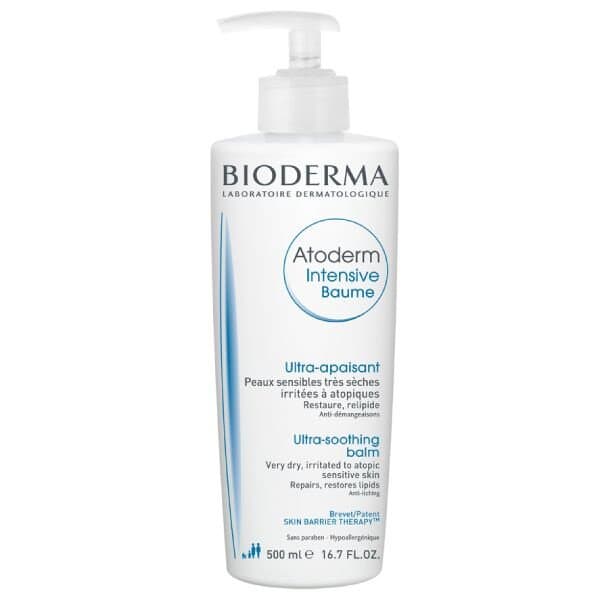 BIODERMA
LABORATOIRE DERMATOLOGIQUE
Atoderm
Intensive
Baume
Ultra-apaisant
Peaux sensibles très sèches
irritées à atopiques
Restaure, relipide
Anti-démangeaisons
Ultra-soothing
balm
Very dry, irritated to atopic
sensitive skin
Repairs, restores lipids
Anti-itching
Brevet/Patent
SKIN BARRIER THERAPY™
Sans paraben - Hypoallergénique
500 ml ℮ 16.7 FL.OZ.